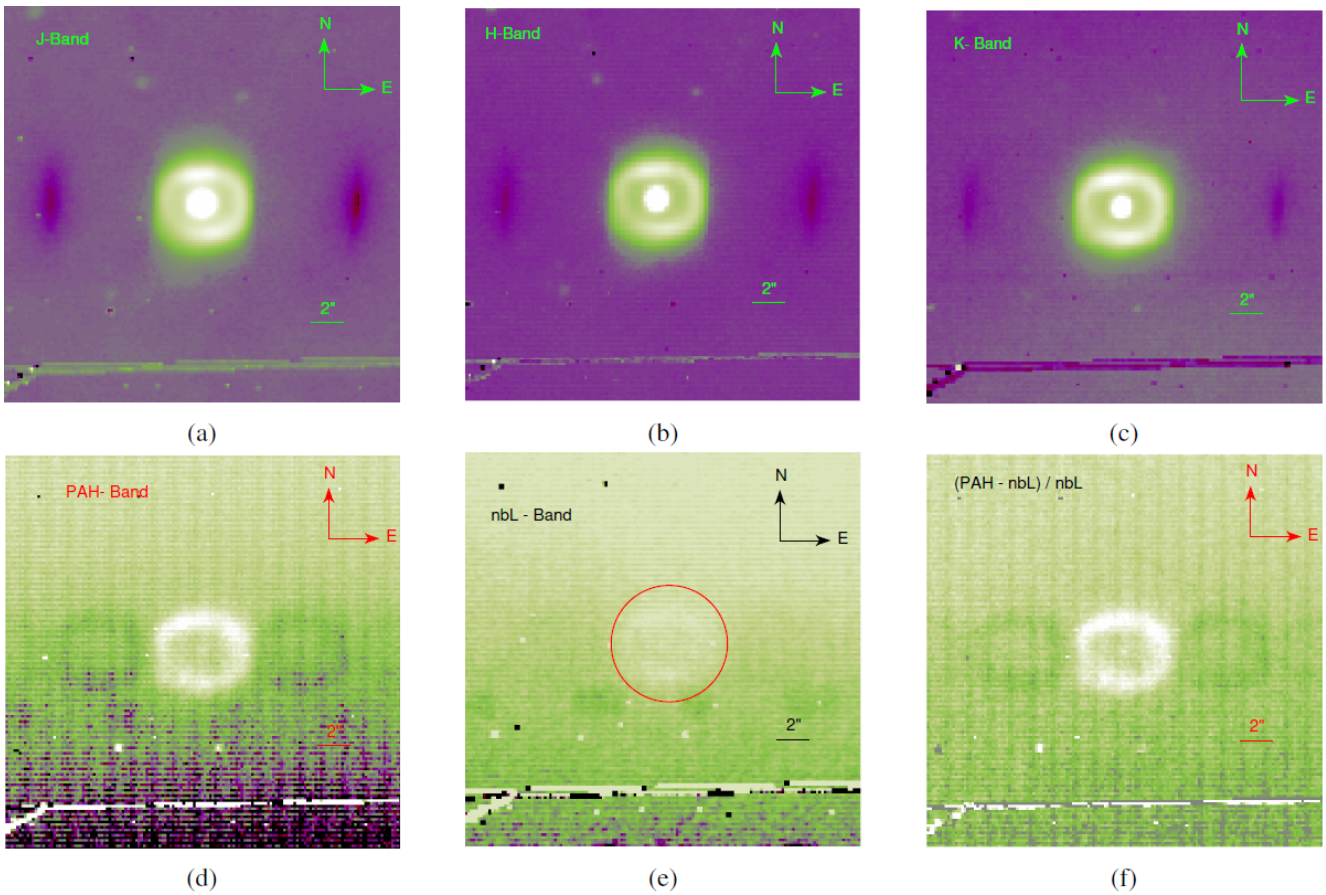 J-Band
N
E
2"
(a)
H-Band
N
E
2"
(b)
K- Band
N
E
2"
(c)
PAH- Band
N
E
2"
(d)
nbL - Band
N
E
2"
(e)
(PAH - nbL) / nbL
N
E
2"
(f)